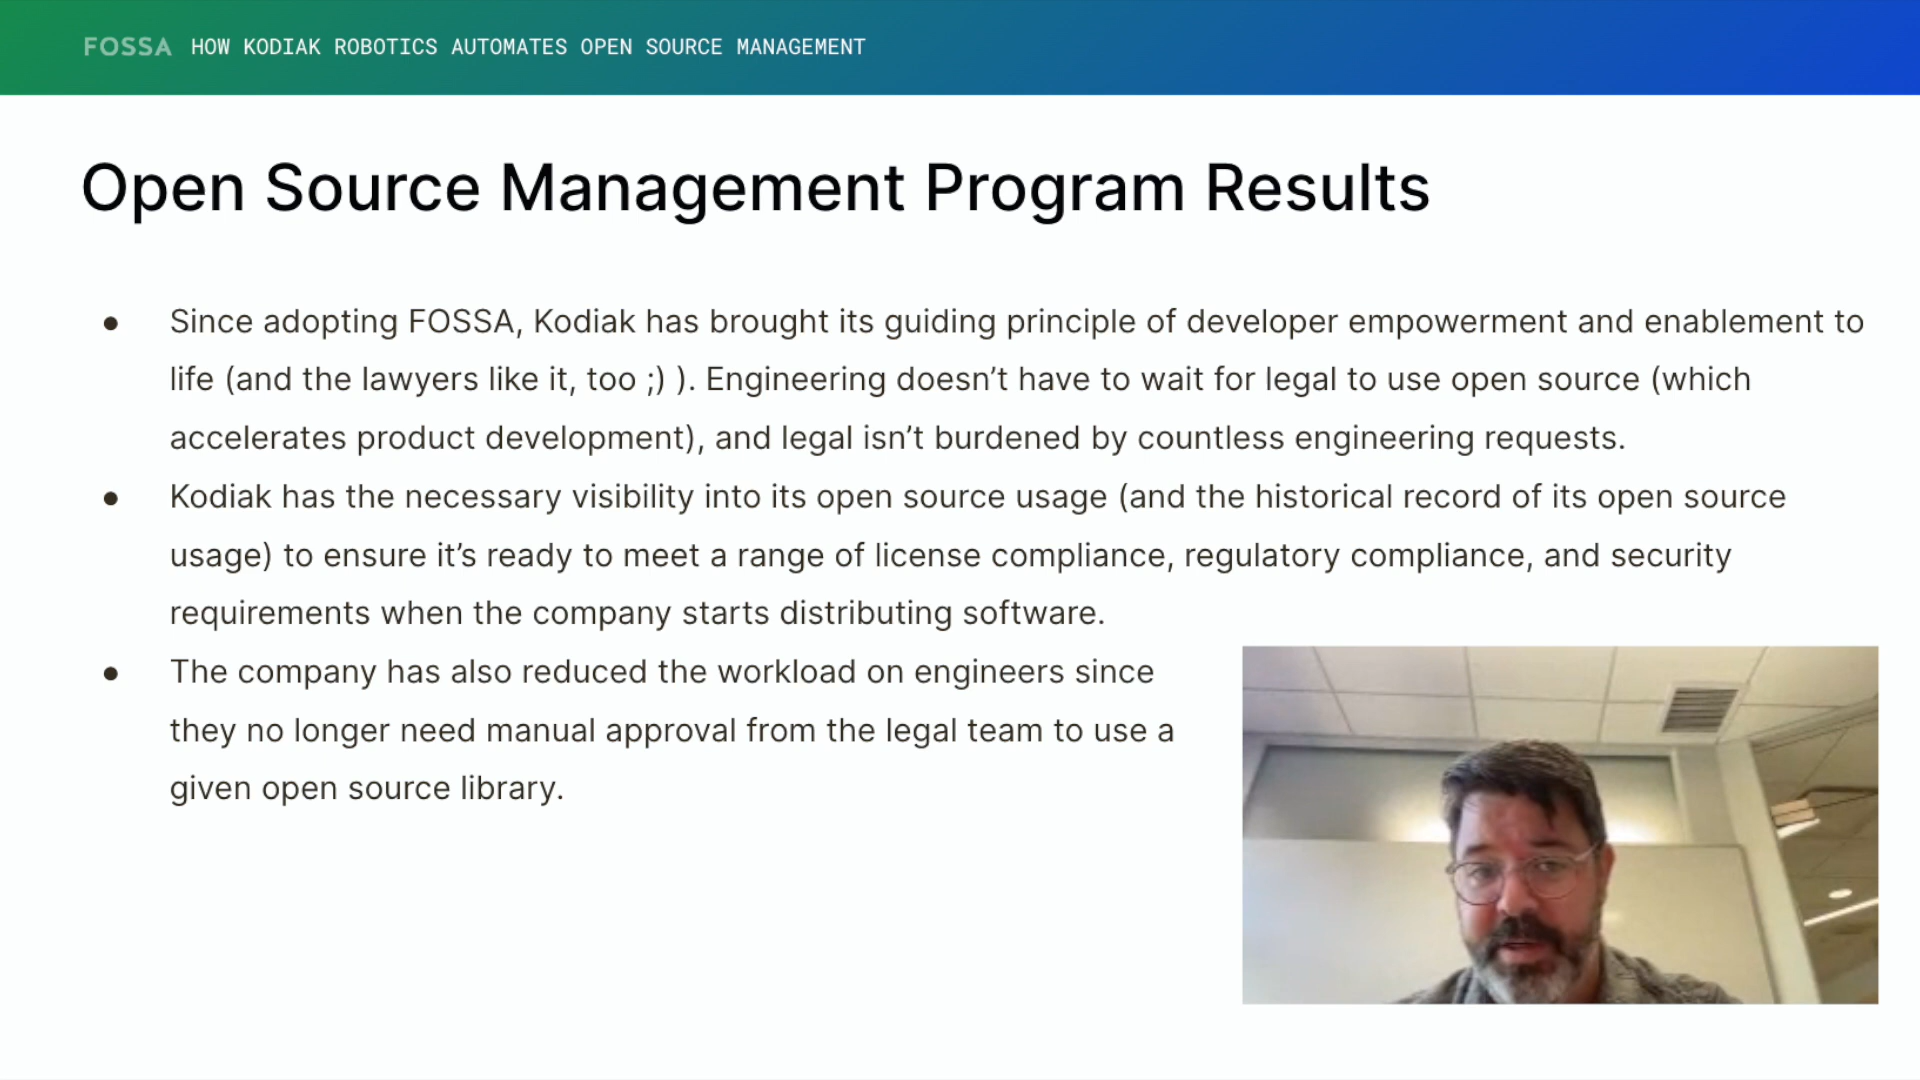 FOSSA HOW KODIAK ROBOTICS AUTOMATES OPEN SOURCE MANAGEMENT
Open Source Management Program Results
● Since adopting FOSSA, Kodiak has brought its guiding principle of developer empowerment and enablement to
life (and the lawyers like it, too ;) ). Engineering doesn’t have to wait for legal to use open source (which
accelerates product development), and legal isn’t burdened by countless engineering requests.
● Kodiak has the necessary visibility into its open source usage (and the historical record of its open source
usage) to ensure it’s ready to meet a range of license compliance, regulatory compliance, and security
requirements when the company starts distributing software.
● The company has also reduced the workload on engineers since
they no longer need manual approval from the legal team to use a
given open source library.